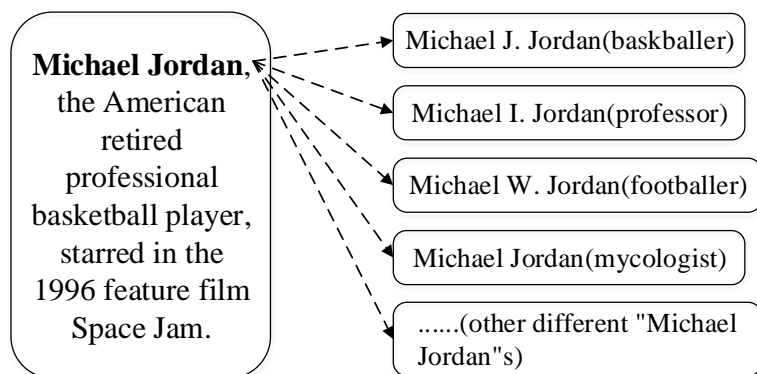 Michael Jordan,
the American
retired
professional
basketball player,
starred in the
1996 feature film
Space Jam.
Michael J. Jordan(baskballer)
Michael I. Jordan(professor)
Michael W. Jordan(footballer)
Michael Jordan(mycologist)
......(other different "Michael
Jordan"s)